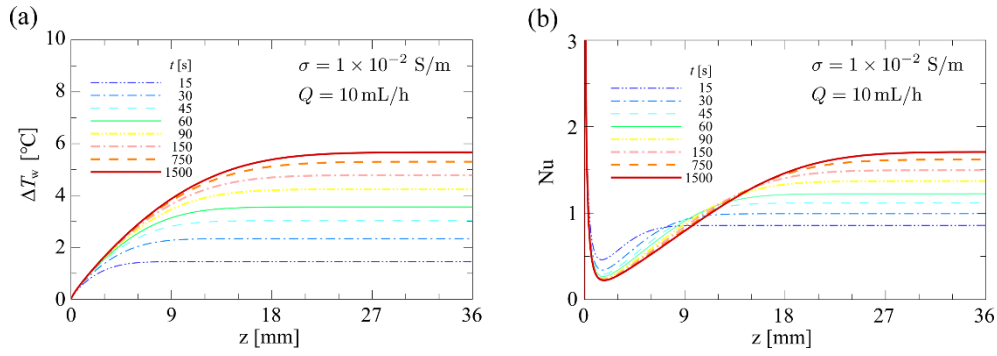 (a)
10
8
6
4
2
0
ΔT_w [°C]
t [s]
15
30
45
60
90
150
750
1500
σ = 1 × 10⁻² S/m
Q = 10 mL/h
0 9 18 27 36
z [mm]
(b)
3
2
1
0
Nu
t [s]
15
30
45
60
90
150
750
1500
σ = 1 × 10⁻² S/m
Q = 10 mL/h
0 9 18 27 36
z [mm]